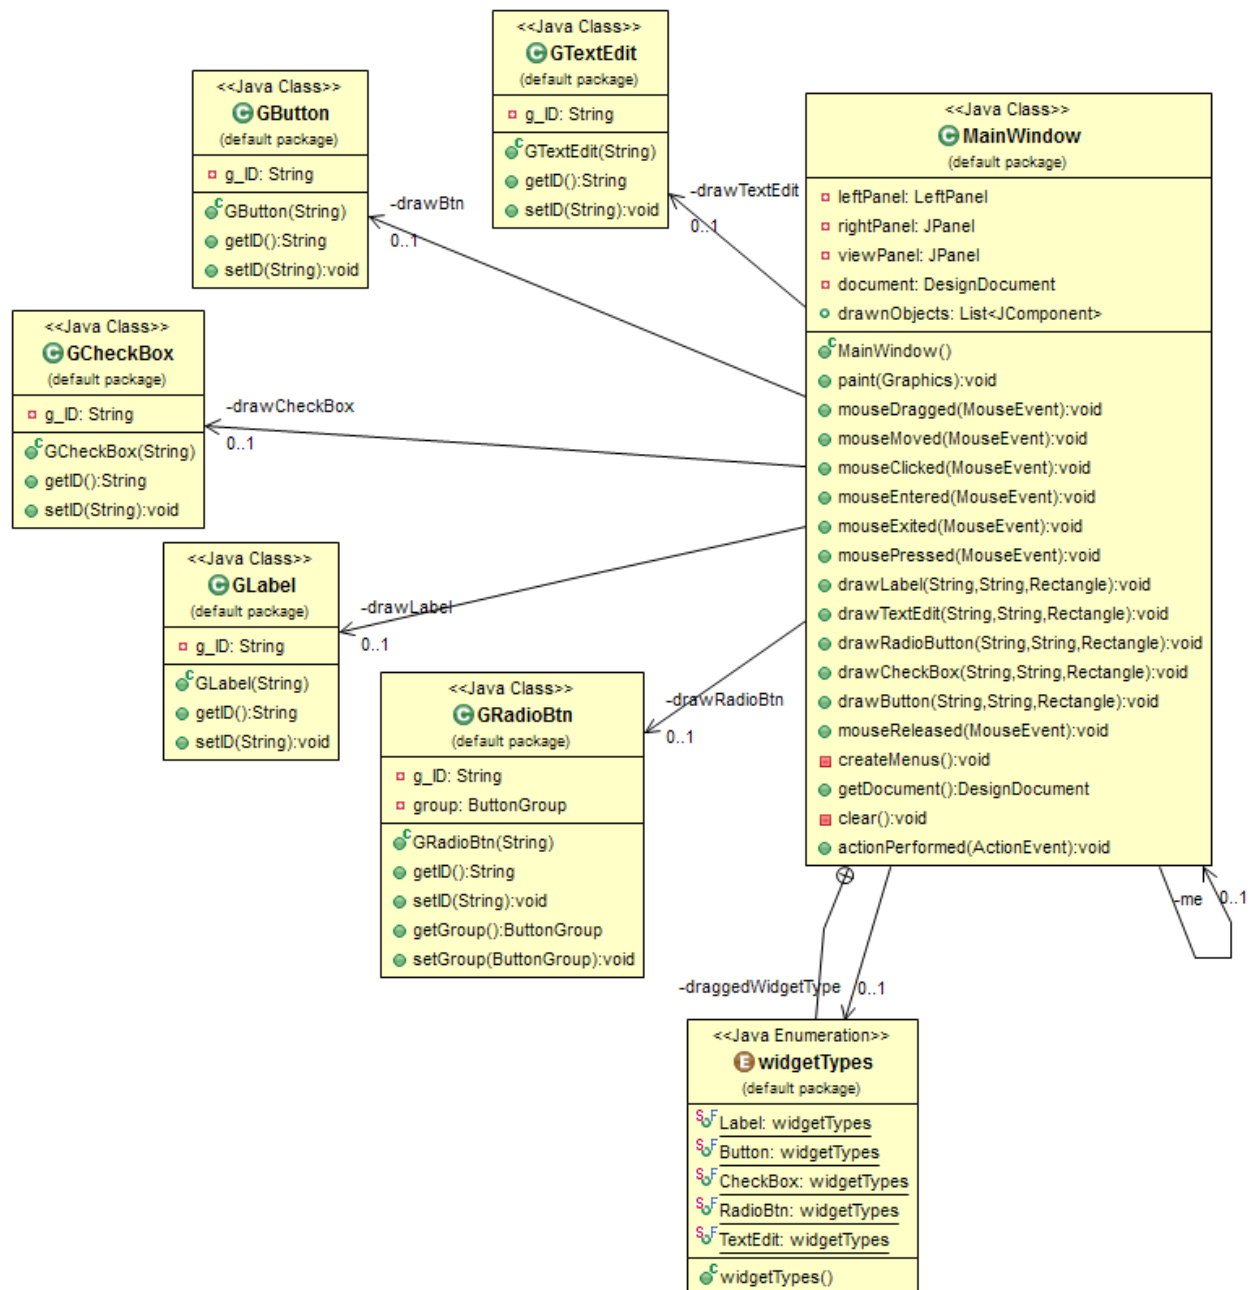 <<Java Class>>
GTextEdit
(default package)
g_ID: String
GTextEdit(String)
getID():String
setID(String):void
<<Java Class>>
GButton
(default package)
g_ID: String
GButton(String)
getID():String
setID(String):void
<<Java Class>>
MainWindow
(default package)
leftPanel: LeftPanel
rightPanel: JPanel
viewPanel: JPanel
document: DesignDocument
drawnObjects: List<JComponent>
MainWindow()
paint(Graphics):void
mouseDragged(MouseEvent):void
mouseMoved(MouseEvent):void
mouseClicked(MouseEvent):void
mouseEntered(MouseEvent):void
mouseExited(MouseEvent):void
mousePressed(MouseEvent):void
drawLabel(String,String,Rectangle):void
drawTextEdit(String,String,Rectangle):void
drawRadioButton(String,String,Rectangle):void
drawCheckBox(String,String,Rectangle):void
drawButton(String,String,Rectangle):void
mouseReleased(MouseEvent):void
createMenus():void
getDocument():DesignDocument
clear():void
actionPerformed(ActionEvent):void
-drawTextEdit
0..1
-drawBtn
0..1
<<Java Class>>
GCheckBox
(default package)
g_ID: String
GCheckBox(String)
getID():String
setID(String):void
-drawCheckBox
0..1
<<Java Class>>
GLabel
(default package)
g_ID: String
GLabel(String)
getID():String
setID(String):void
-drawLabel
0..1
<<Java Class>>
GRadioBtn
(default package)
g_ID: String
group: ButtonGroup
GRadioBtn(String)
getID():String
setID(String):void
getGroup():ButtonGroup
setGroup(ButtonGroup):void
-drawRadioBtn
0..1
-me
0..1
-draggedWidgetType
0..1
<<Java Enumeration>>
widgetTypes
(default package)
Label: widgetTypes
Button: widgetTypes
CheckBox: widgetTypes
RadioBtn: widgetTypes
TextEdit: widgetTypes
widgetTypes()